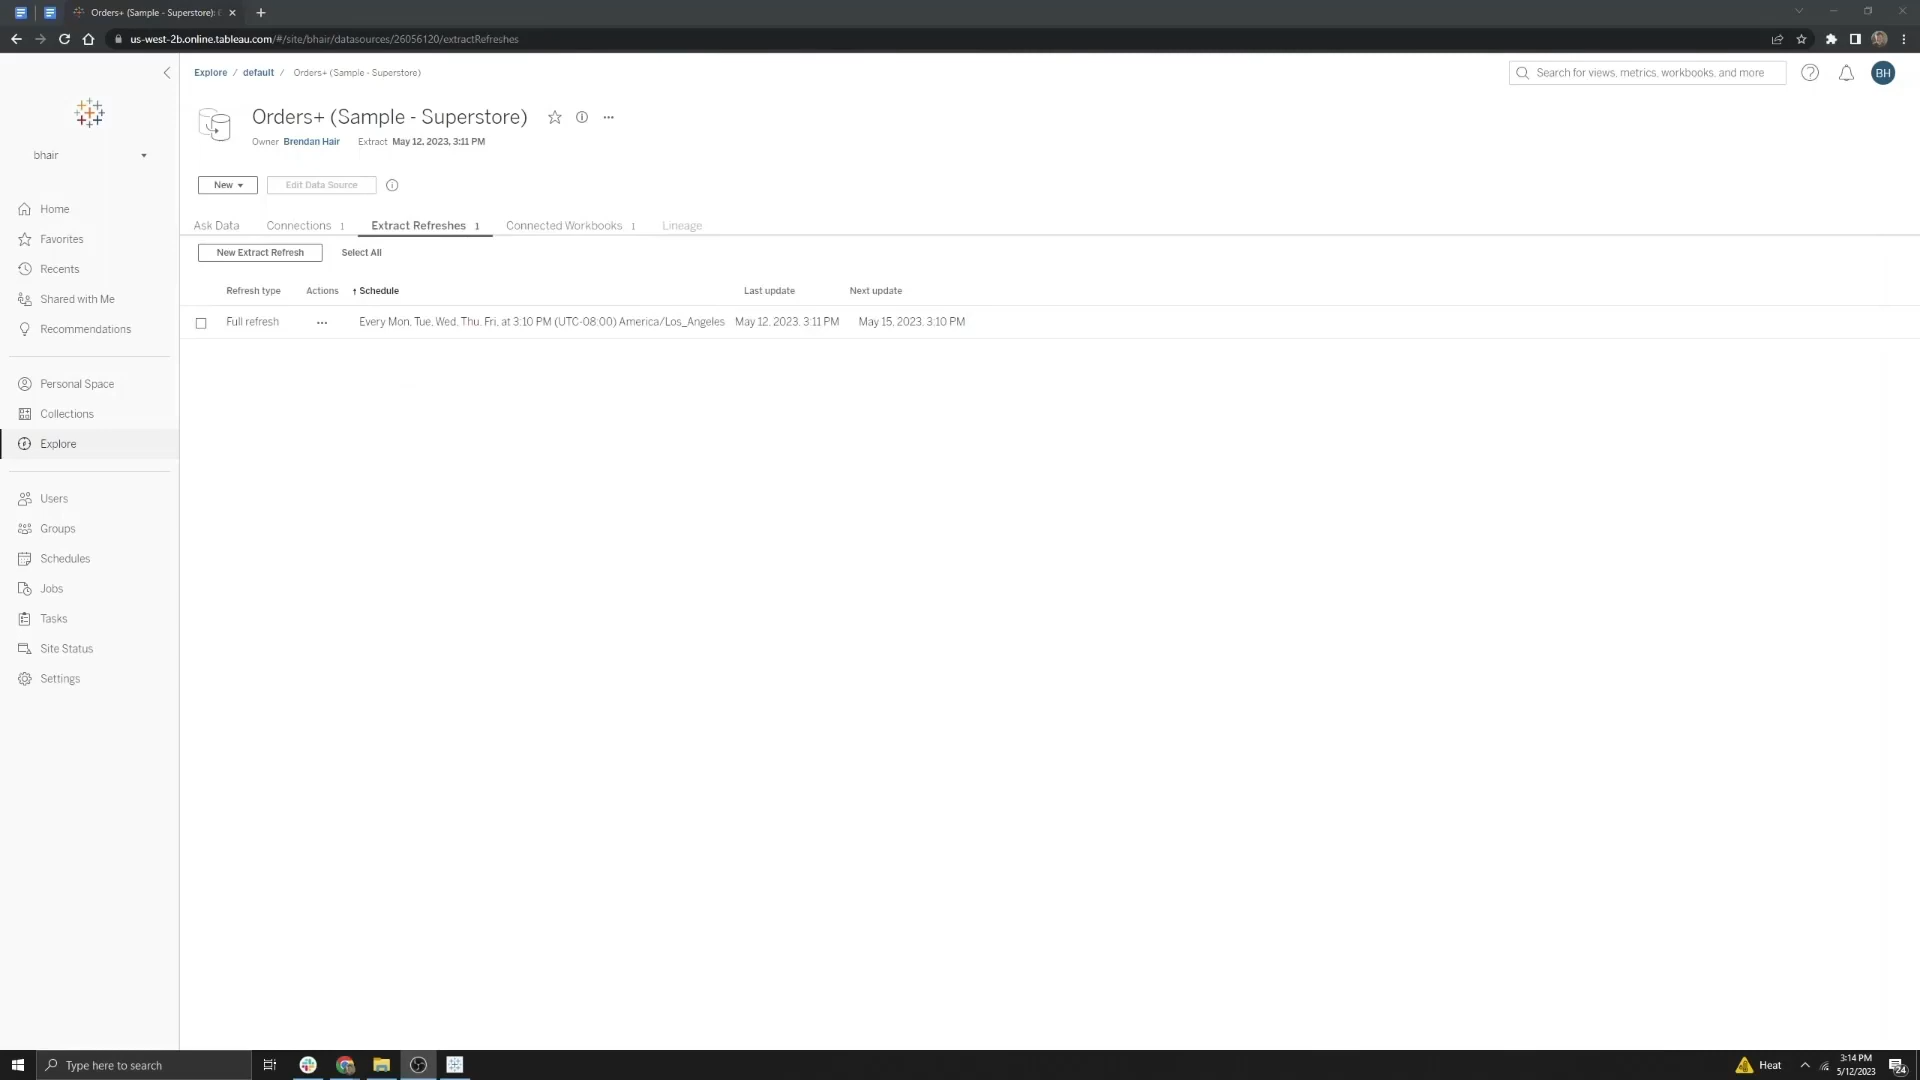 Orders+ (Sample - Superstore): E
us-west-2b.online.tableau.com/#/site/bhair/datasources/26056120/extractRefreshes
Explore / default / Orders+ (Sample - Superstore)
Search for views, metrics, workbooks, and more
BH
Orders+ (Sample - Superstore)
Owner Brendan Hair Extract May 12, 2023, 3:11 PM
bhair
New
Edit Data Source
Home
Favorites
Recents
Shared with Me
Recommendations
Personal Space
Collections
Explore
Users
Groups
Schedules
Jobs
Tasks
Site Status
Settings
Ask Data
Connections 1
Extract Refreshes 1
Connected Workbooks 1
Lineage
New Extract Refresh
Select All
Refresh type Actions ↑ Schedule Last update Next update
Full refresh ··· Every Mon, Tue, Wed, Thu, Fri, at 3:10 PM (UTC-08:00) America/Los_Angeles May 12, 2023, 3:11 PM May 15, 2023, 3:10 PM
Type here to search
Heat
3:14 PM
5/12/2023
24